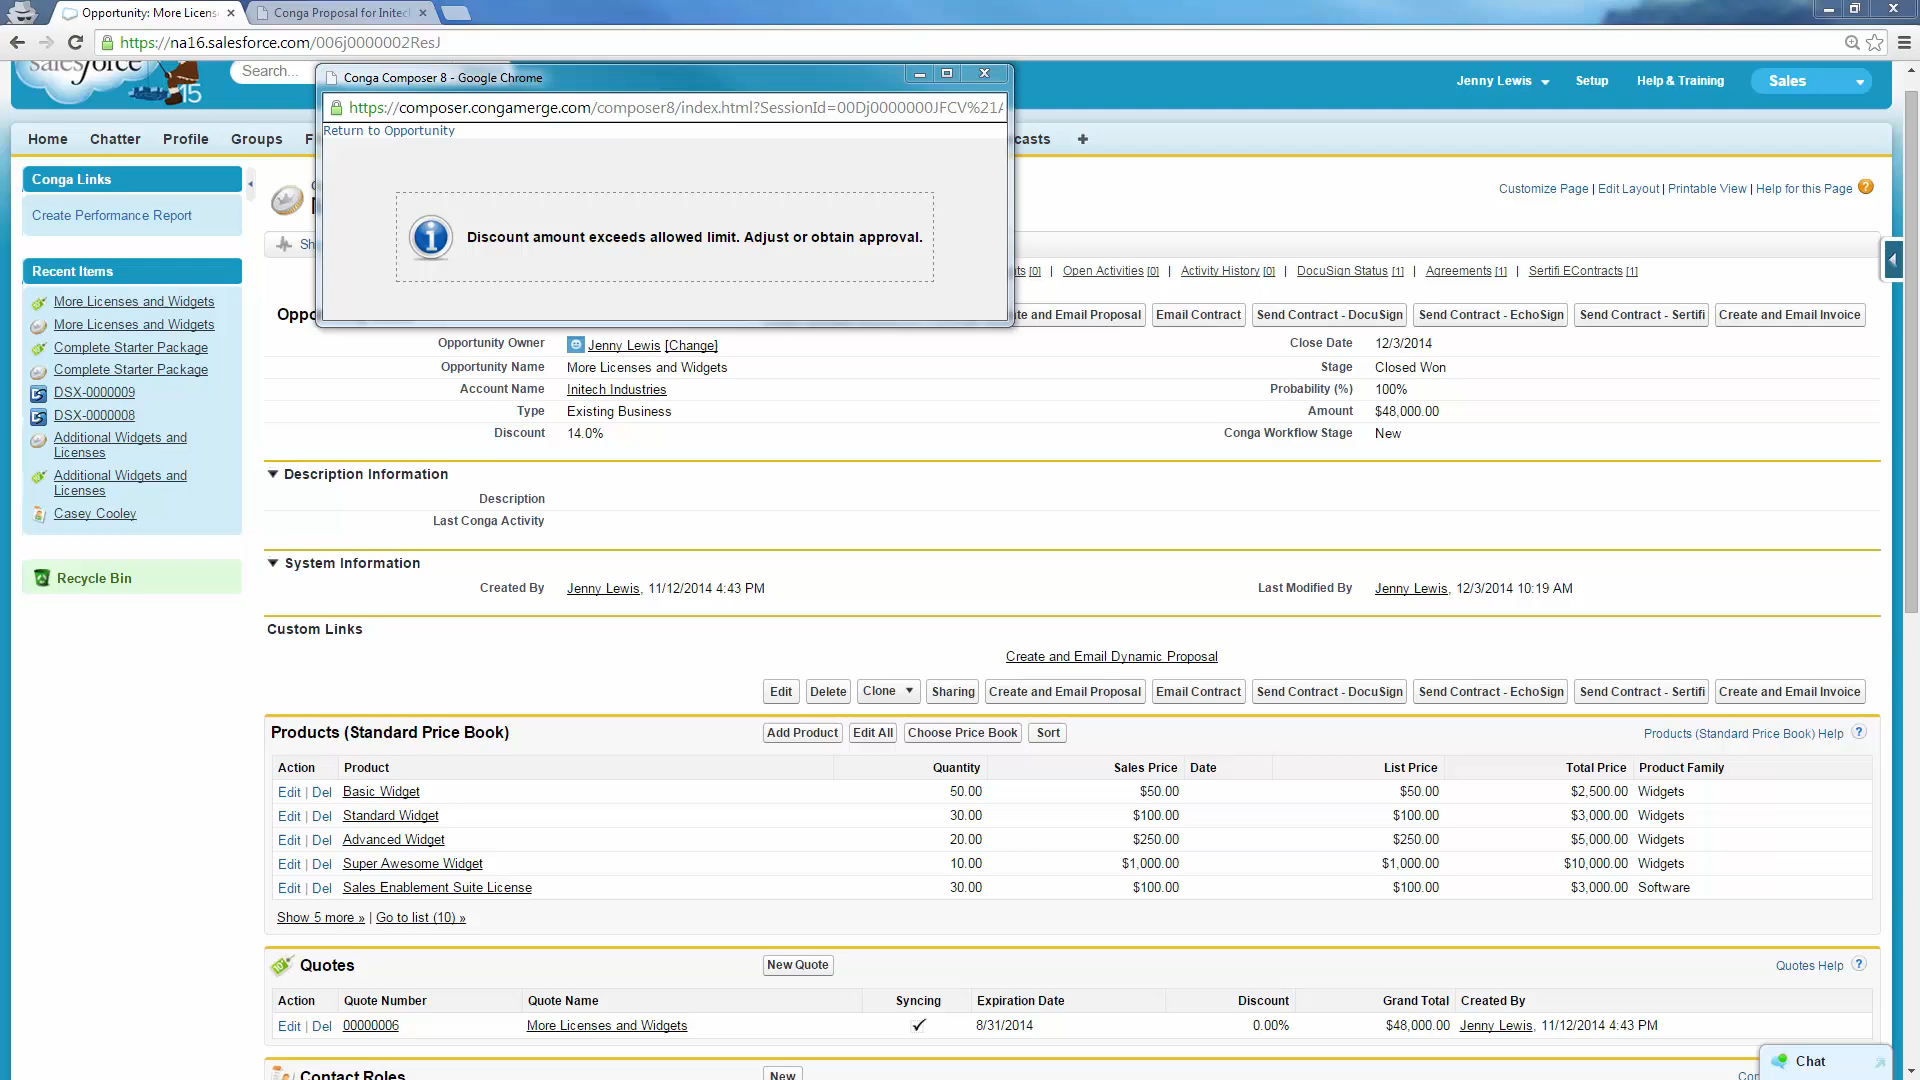 Opportunity: More Licens
Conga Proposal for Initec
https://na16.salesforce.com/006j0000002ResJ
salesforce
15
Search...
Jenny Lewis
Setup
Help & Training
Sales
Conga Composer 8 - Google Chrome
https://composer.congamerge.com/composer8/index.html?SessionId=00Dj0000000JFCV%21A
Return to Opportunity
Discount amount exceeds allowed limit. Adjust or obtain approval.
Home Chatter Profile Groups F casts +
Conga Links
Create Performance Report
Recent Items
More Licenses and Widgets
More Licenses and Widgets
Complete Starter Package
Complete Starter Package
DSX-0000009
DSX-0000008
Additional Widgets and
Licenses
Additional Widgets and
Licenses
Casey Cooley
Recycle Bin
Customize Page | Edit Layout | Printable View | Help for this Page
Sh
ts [0] | Open Activities [0] | Activity History [0] | DocuSign Status [1] | Agreements [1] | Sertifi EContracts [1]
Oppo te and Email Proposal Email Contract Send Contract - DocuSign Send Contract - EchoSign Send Contract - Sertifi Create and Email Invoice
Opportunity Owner Jenny Lewis [Change] Close Date 12/3/2014
Opportunity Name More Licenses and Widgets Stage Closed Won
Account Name Initech Industries Probability (%) 100%
Type Existing Business Amount $48,000.00
Discount 14.0% Conga Workflow Stage New
Description Information
Description
Last Conga Activity
System Information
Created By Jenny Lewis, 11/12/2014 4:43 PM Last Modified By Jenny Lewis, 12/3/2014 10:19 AM
Custom Links
Create and Email Dynamic Proposal
Edit Delete Clone Sharing Create and Email Proposal Email Contract Send Contract - DocuSign Send Contract - EchoSign Send Contract - Sertifi Create and Email Invoice
Products (Standard Price Book) Add Product Edit All Choose Price Book Sort Products (Standard Price Book) Help ?
Action Product Quantity Sales Price Date List Price Total Price Product Family
Edit | Del Basic Widget 50.00 $50.00 $50.00 $2,500.00 Widgets
Edit | Del Standard Widget 30.00 $100.00 $100.00 $3,000.00 Widgets
Edit | Del Advanced Widget 20.00 $250.00 $250.00 $5,000.00 Widgets
Edit | Del Super Awesome Widget 10.00 $1,000.00 $1,000.00 $10,000.00 Widgets
Edit | Del Sales Enablement Suite License 30.00 $100.00 $100.00 $3,000.00 Software
Show 5 more » | Go to list (10) »
Quotes New Quote Quotes Help ?
Action Quote Number Quote Name Syncing Expiration Date Discount Grand Total Created By
Edit | Del 00000006 More Licenses and Widgets 8/31/2014 0.00% $48,000.00 Jenny Lewis, 11/12/2014 4:43 PM
Contact Roles New Con
Chat